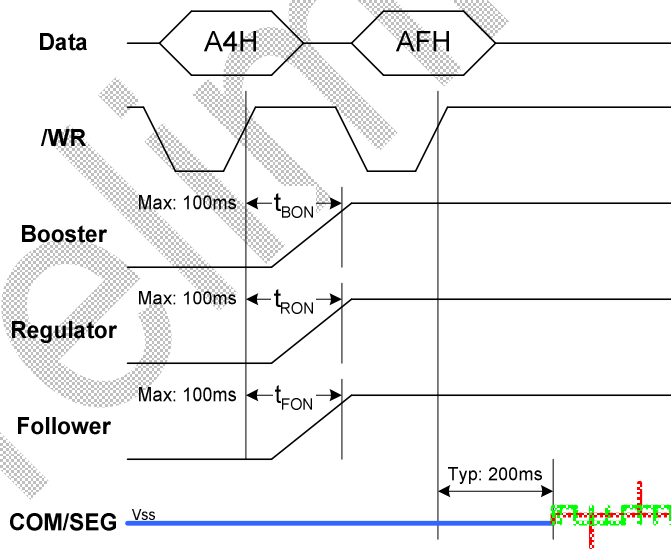 Data
A4H
AFH
/WR
Max: 100ms
tBON
Booster
Max: 100ms
tRON
Regulator
Max: 100ms
tFON
Follower
Typ: 200ms
COM/SEG
Vss